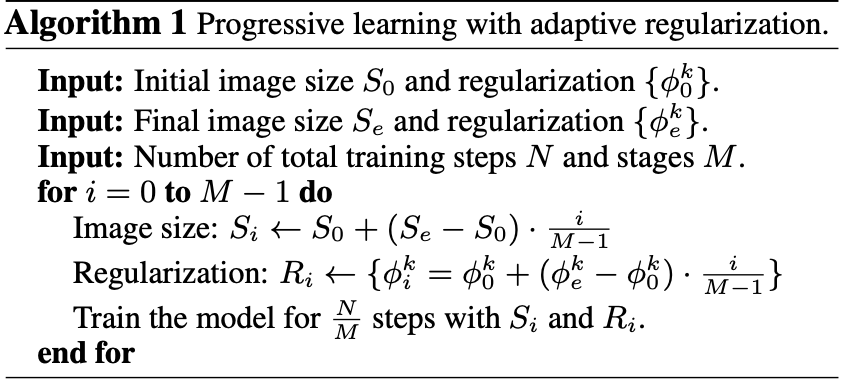 Algorithm 1 Progressive learning with adaptive regularization.
Input: Initial image size $S_0$ and regularization $\{\phi_0^k\}$.
Input: Final image size $S_e$ and regularization $\{\phi_e^k\}$.
Input: Number of total training steps $N$ and stages $M$.
for $i = 0$ to $M - 1$ do
Image size: $S_i \leftarrow S_0 + (S_e - S_0) \cdot \frac{i}{M-1}$
Regularization: $R_i \leftarrow \{\phi_i^k = \phi_0^k + (\phi_e^k - \phi_0^k) \cdot \frac{i}{M-1}\}$
Train the model for $\frac{N}{M}$ steps with $S_i$ and $R_i$.
end for